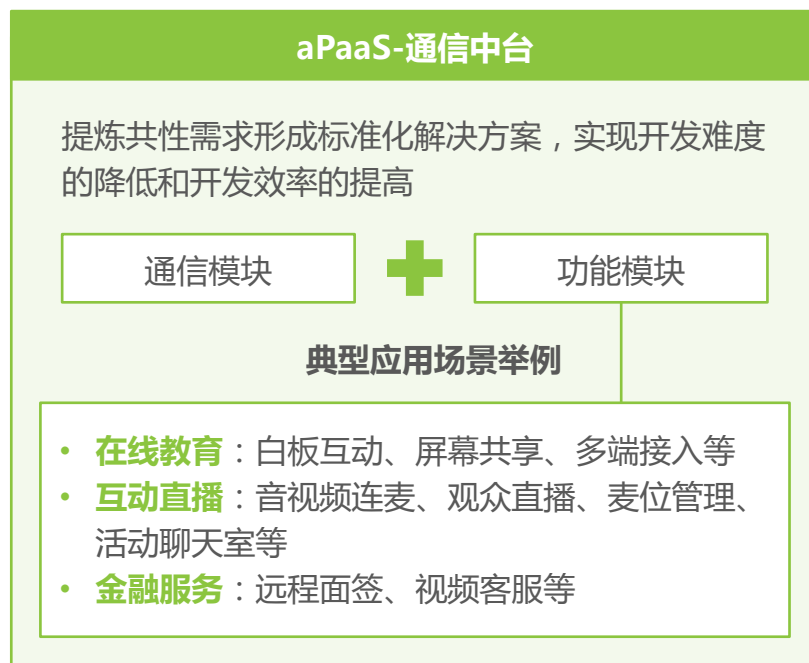 aPaaS-通信中台
提炼共性需求形成标准化解决方案，实现开发难度
的降低和开发效率的提高
通信模块
功能模块
典型应用场景举例
• 在线教育：白板互动、屏幕共享、多端接入等
• 互动直播：音视频连麦、观众直播、麦位管理、
活动聊天室等
• 金融服务：远程面签、视频客服等